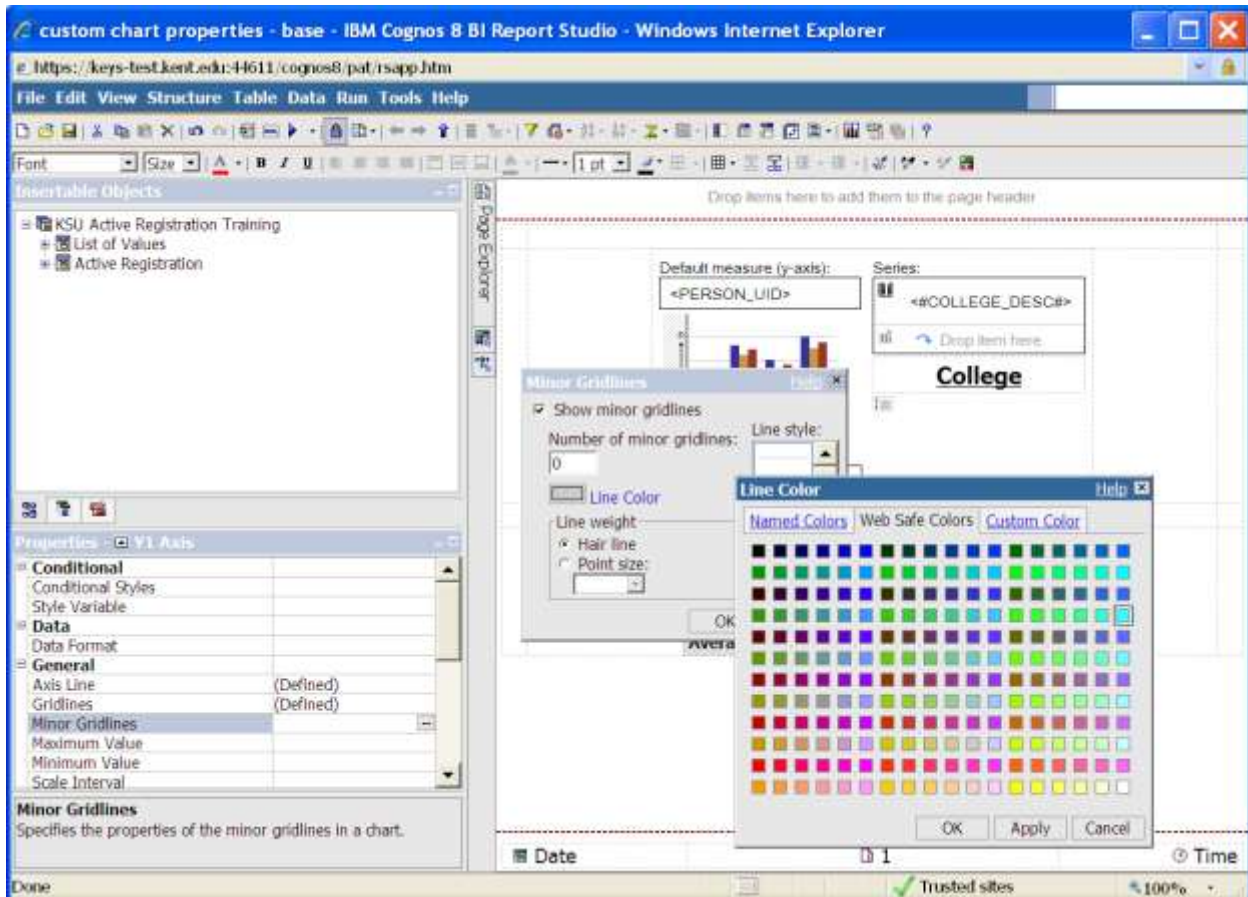 custom chart properties - base - IBM Cognos 8 BI Report Studio - Windows Internet Explorer
https://keys-test.kent.edu:44611/cognos8/pat/rsapp.htm
File Edit View Structure Table Data Run Tools Help
Font Size A B I U 1 pt
Insertable Objects
KSU Active Registration Training
List of Values
Active Registration
Page Explorer
Drop items here to add them to the page header
Default measure (y-axis): Series:
<PERSON_UID>
<#COLLEGE_DESC#>
Drop item here
College
Minor Gridlines Help
Show minor gridlines
Number of minor gridlines: Line style:
0
Line Color
Line weight
Hair line
Point size:
OK
Line Color Help
Named Colors Web Safe Colors Custom Color
OK Apply Cancel
Properties - Y1 Axis
Conditional
Conditional Styles
Style Variable
Data
Data Format
General
Axis Line (Defined)
Gridlines (Defined)
Minor Gridlines
Maximum Value
Minimum Value
Scale Interval
Minor Gridlines
Specifies the properties of the minor gridlines in a chart.
Date 1 Time
Done Trusted sites 100%